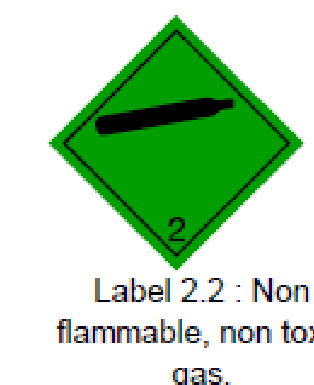 2
Label 2.2 : Non
flammable, non tox
gas.